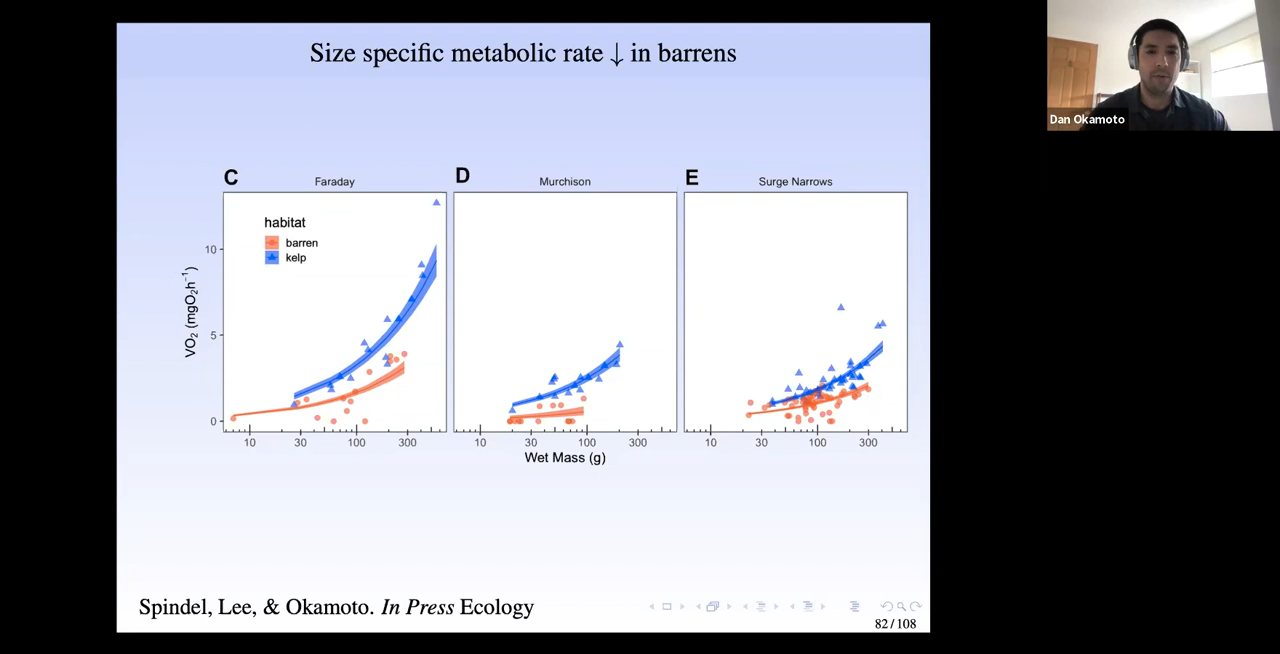 Size specific metabolic rate ↓ in barrens
Dan Okamoto
C
Faraday
D
Murchison
E
Surge Narrows
habitat
barren
kelp
VO₂ (mgO₂h⁻¹)
10
5
0
10 30 100 300
10 30 100 300
10 30 100 300
Wet Mass (g)
Spindel, Lee, & Okamoto. In Press Ecology
82 / 108